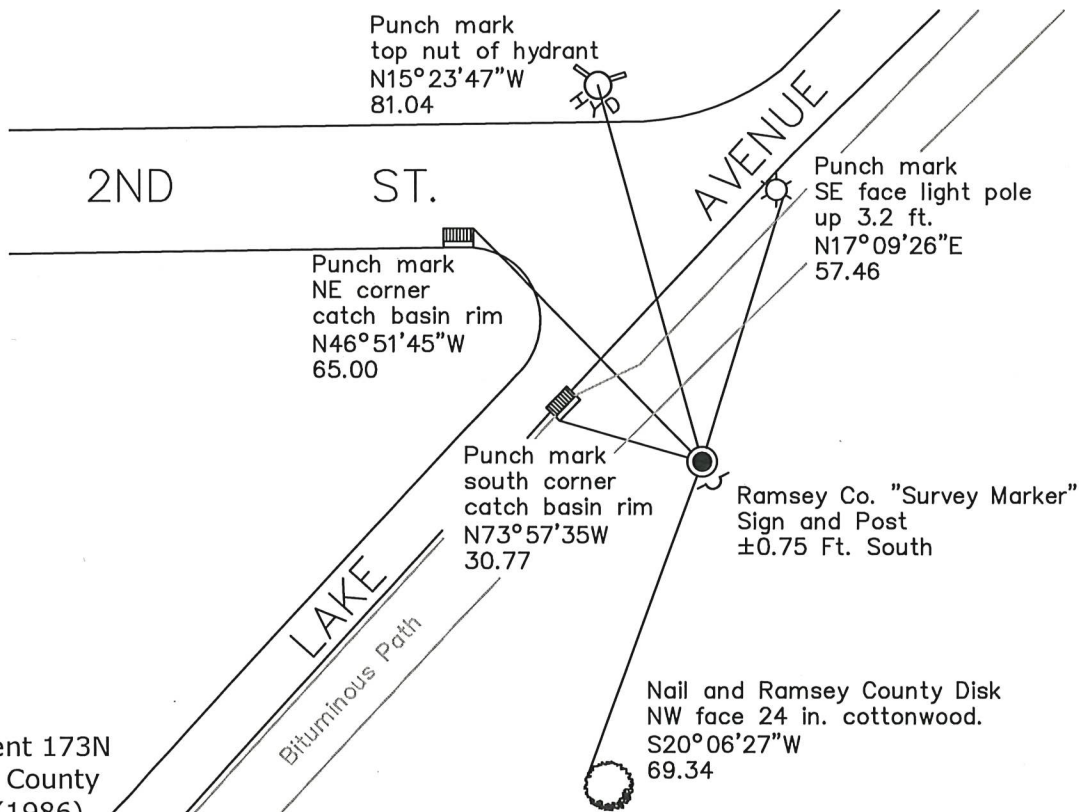 Punch mark
top nut of hydrant
N15°23'47"W
81.04
HYD
2ND ST.
AVENUE
Punch mark
SE face light pole
up 3.2 ft.
N17°09'26"E
57.46
Punch mark
NE corner
catch basin rim
N46°51'45"W
65.00
Punch mark
south corner
catch basin rim
N73°57'35W
30.77
Ramsey Co. "Survey Marker"
Sign and Post
±0.75 Ft. South
LAKE
Bituminous Path
Nail and Ramsey County Disk
NW face 24 in. cottonwood.
S20°06'27"W
69.34
ent 173N
County
(1986)